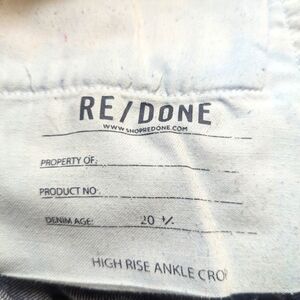 RE/DONE
WWW.SHOPREDONE.COM
PROPERTY OF:
PRODUCT NO
DENIM AGE: 20 +/-
HIGH RISE ANKLE CROP